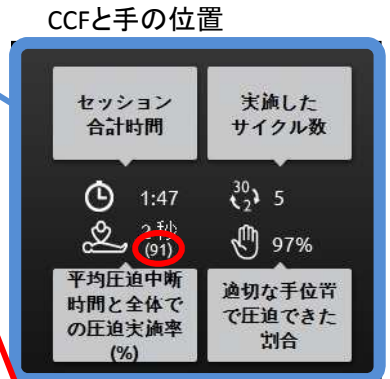 CCFと手の位置
セッション
合計時間
実施した
サイクル数
1:47
30
2
5
2秒
(91)
97%
平均圧迫中断
時間と全体で
の圧迫実施率
(%)
適切な手位置
で圧迫できた
割合